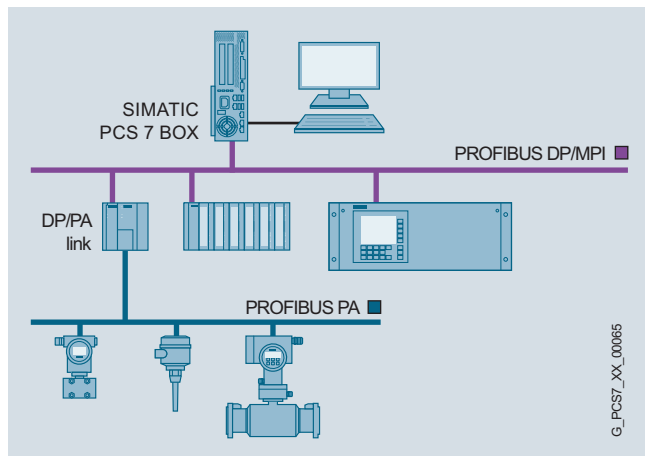 SIMATIC
PCS 7 BOX
PROFIBUS DP/MPI
DP/PA
link
PROFIBUS PA
G_PCS7_XX_00065